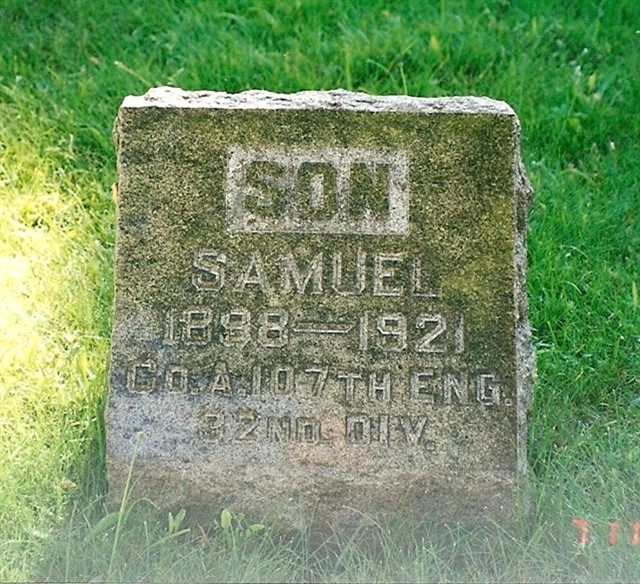 SON
SAMUEL
1898—1921
CO. A. 107TH ENG.
32ND. DIV.